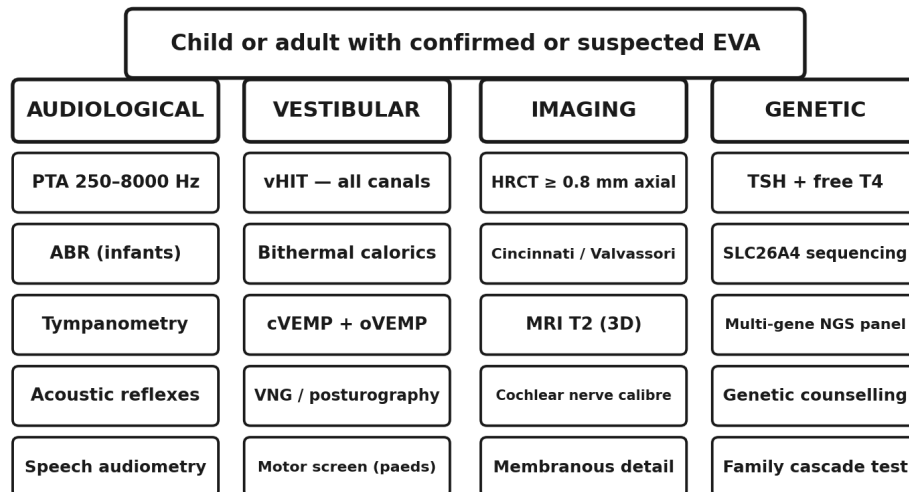 Child or adult with confirmed or suspected EVA
AUDIOLOGICAL
PTA 250–8000 Hz
ABR (infants)
Tympanometry
Acoustic reflexes
Speech audiometry
VESTIBULAR
vHIT — all canals
Bithermal calorics
cVEMP + oVEMP
VNG / posturography
Motor screen (paeds)
IMAGING
HRCT ≥ 0.8 mm axial
Cincinnati / Valvassori
MRI T2 (3D)
Cochlear nerve calibre
Membranous detail
GENETIC
TSH + free T4
SLC26A4 sequencing
Multi-gene NGS panel
Genetic counselling
Family cascade test